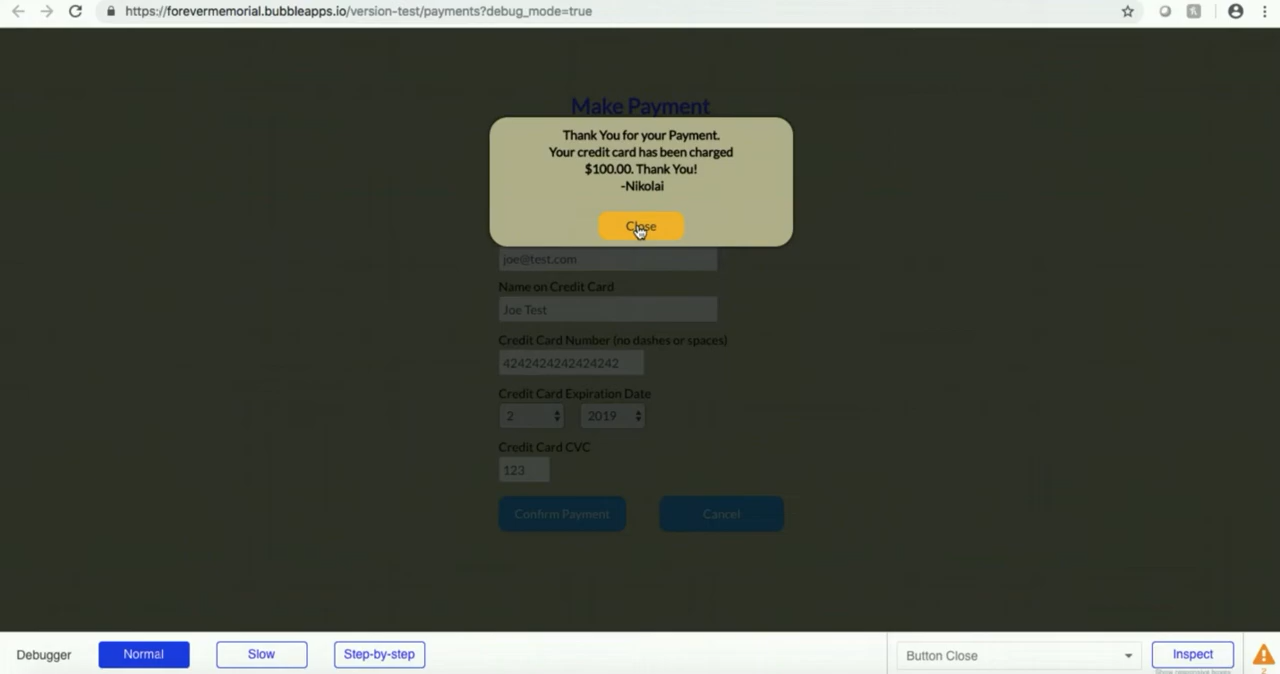 https://forevermemorial.bubbleapps.io/version-test/payments?debug_mode=true
Make Payment
Thank You for your Payment.
Your credit card has been charged
$100.00. Thank You!
-Nikolai
Close
joe@test.com
Name on Credit Card
Joe Test
Credit Card Number (no dashes or spaces)
4242424242424242
Credit Card Expiration Date
2 2019
Credit Card CVC
123
Confirm Payment Cancel
Debugger Normal Slow Step-by-step Button Close Inspect
2